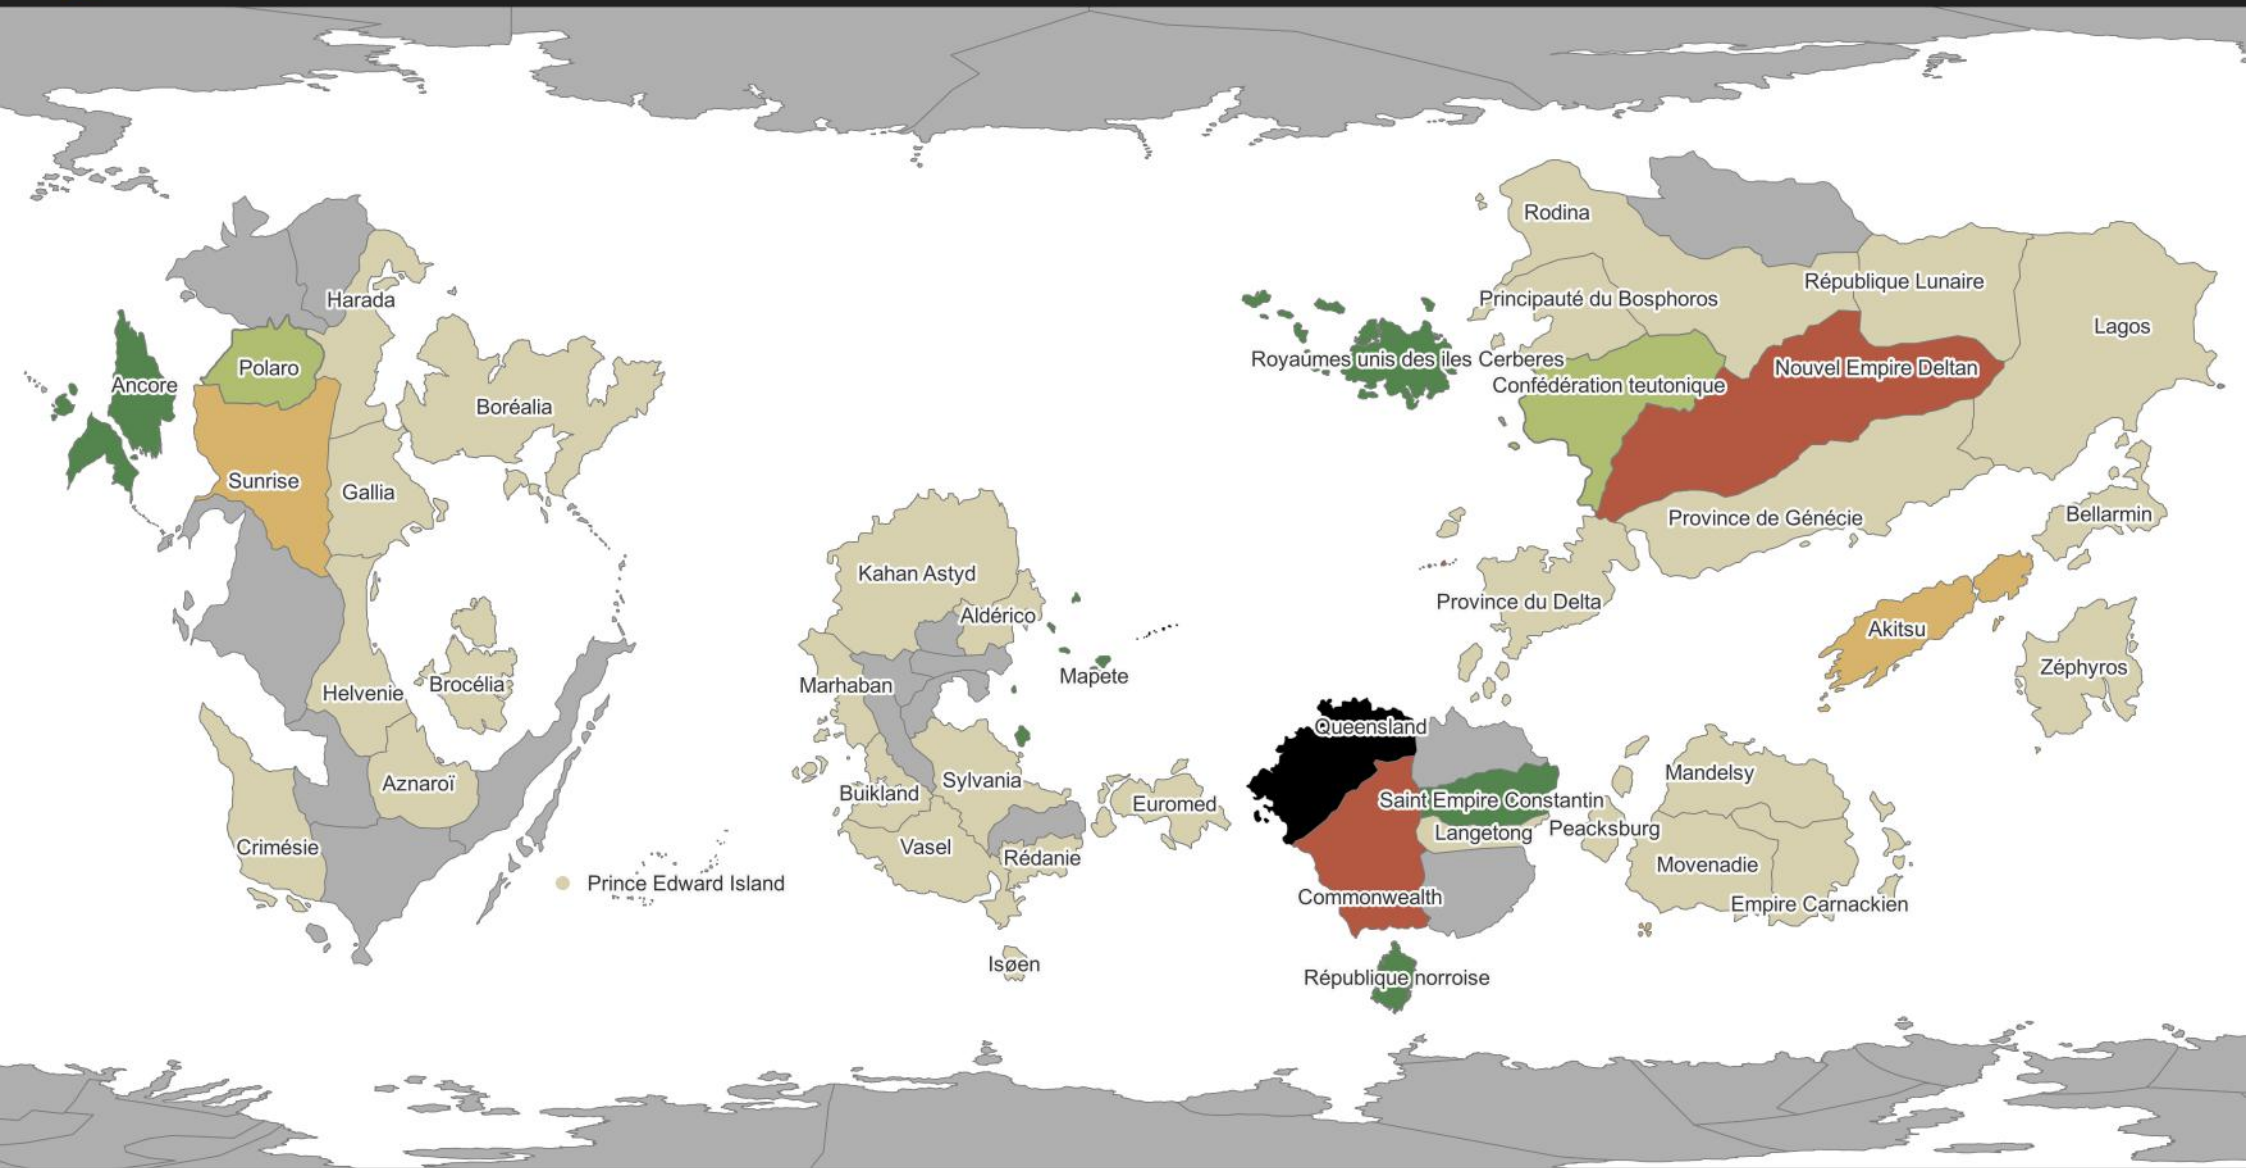 Rodina
République Lunaire
Harada
Principauté du Bosphoros
Lagos
Royaumes unis des iles Cerberes
Polaro
Nouvel Empire Deltan
Ancore
Confédération teutonique
Boréalia
Sunrise
Gallia
Bellarmin
Province de Génécie
Kahan Astyd
Province du Delta
Aldérico
Akitsu
Zéphyros
Mapete
Brocélia
Marhaban
Helvenie
Queensland
Mandelsy
Sylvania
Aznaroï
Buikland
Saint Empire Constantin
Euromed
Peacksburg
Langetong
Crimésie
Vasel
Rédanie
Movenadie
Prince Edward Island
Commonwealth
Empire Carnackien
Isøen
République norroise